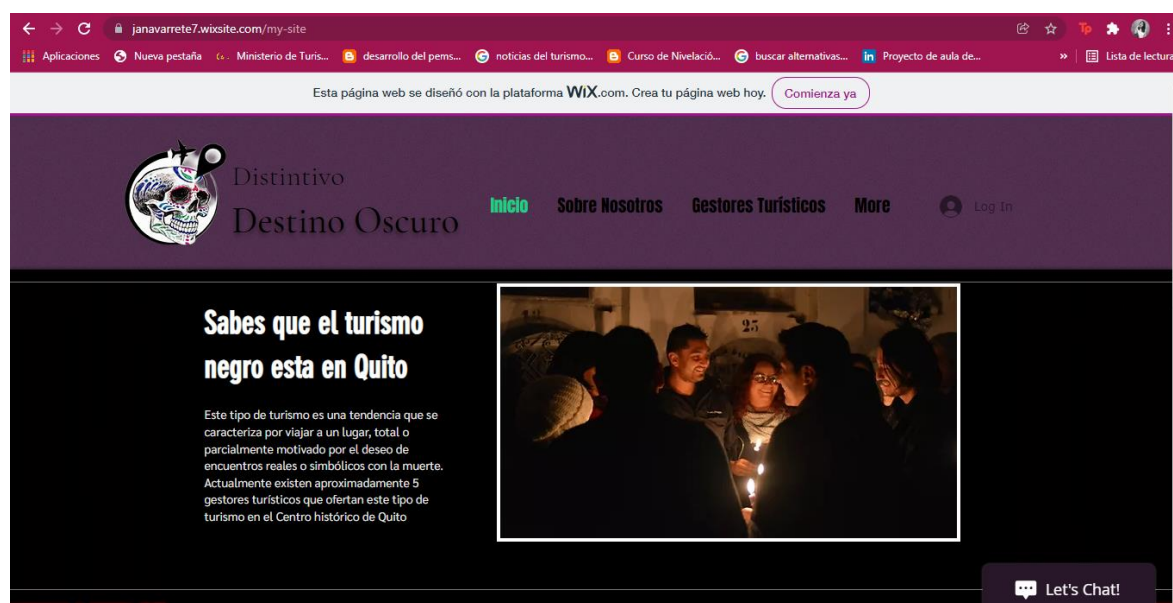 janavarrete7.wixsite.com/my-site
Aplicaciones Nueva pestaña Ministerio de Turis... desarrollo del pems... noticias del turismo... Curso de Nivelació... buscar alternativas... Proyecto de aula de... » Lista de lectura
Esta página web se diseñó con la plataforma WiX.com. Crea tu página web hoy. Comienza ya
Distintivo
Destino Oscuro
Inicio Sobre Nosotros Gestores Turísticos More Log In
Sabes que el turismo
negro esta en Quito
Este tipo de turismo es una tendencia que se
caracteriza por viajar a un lugar, total o
parcialmente motivado por el deseo de
encuentros reales o simbólicos con la muerte.
Actualmente existen aproximadamente 5
gestores turísticos que ofertan este tipo de
turismo en el Centro histórico de Quito
25
Let's Chat!